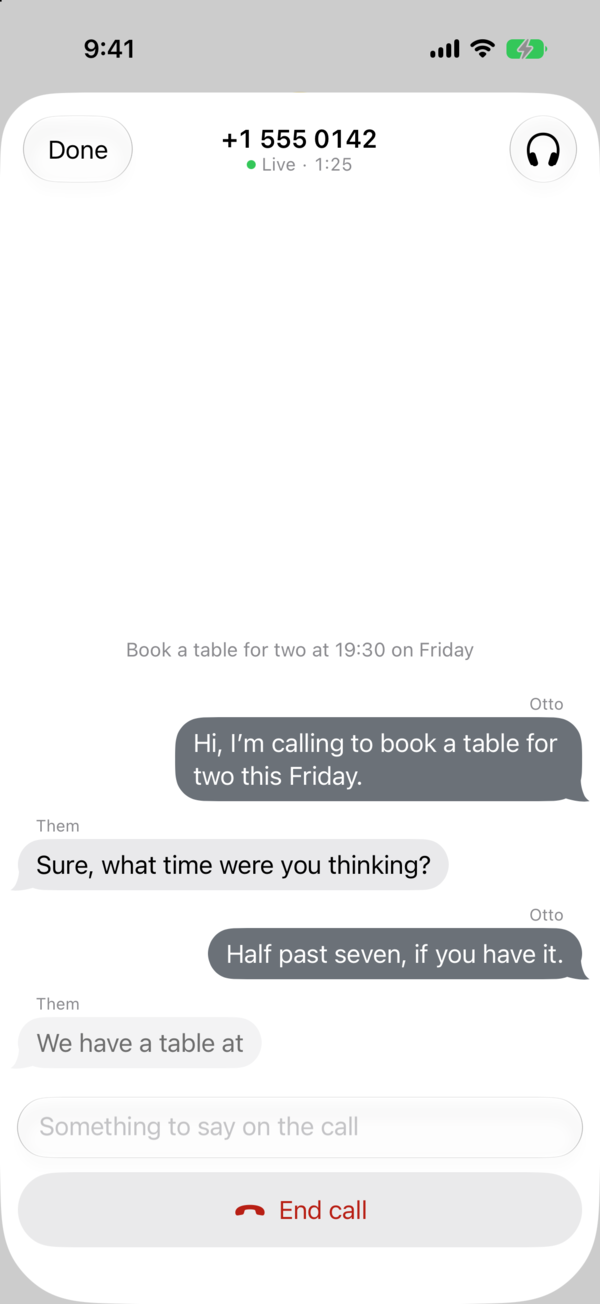 9:41
Done
+1 555 0142
Live · 1:25
Book a table for two at 19:30 on Friday
Otto
Hi, I’m calling to book a table for
two this Friday.
Them
Sure, what time were you thinking?
Otto
Half past seven, if you have it.
Them
We have a table at
Something to say on the call
End call